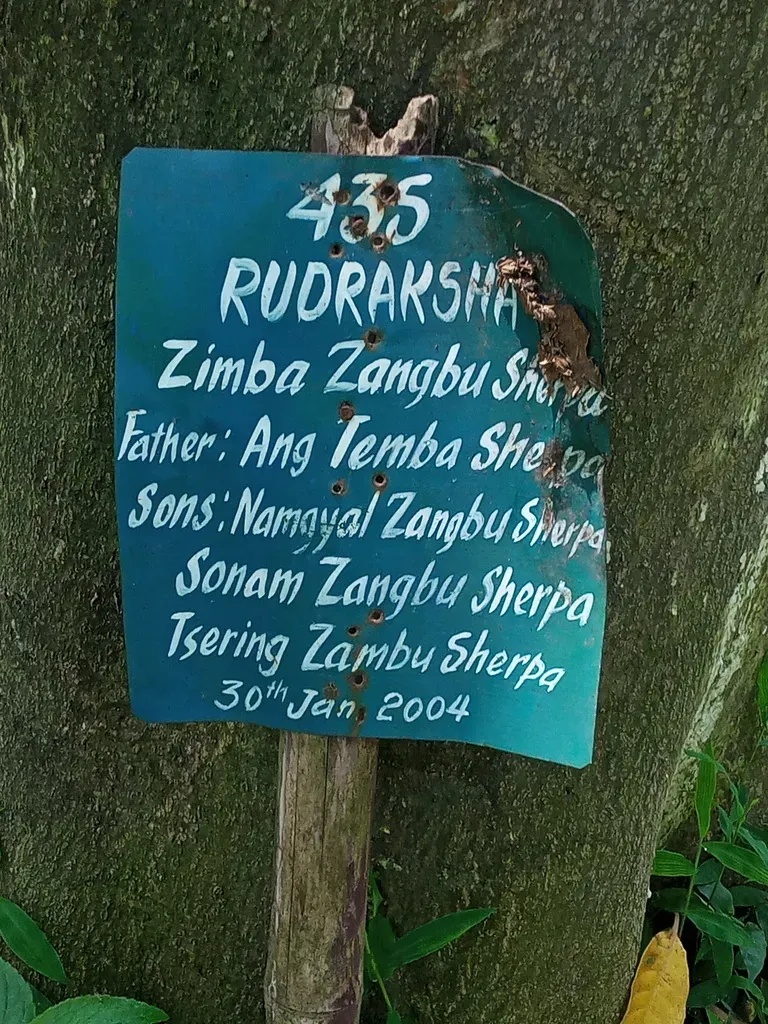 435
RUDRAKSHA
Zimba Zangbu Sherpa
Father: Ang Temba Sherpa
Sons: Namgyal Zangbu Sherpa
Sonam Zangbu Sherpa
Tsering Zambu Sherpa
30th Jan, 2004